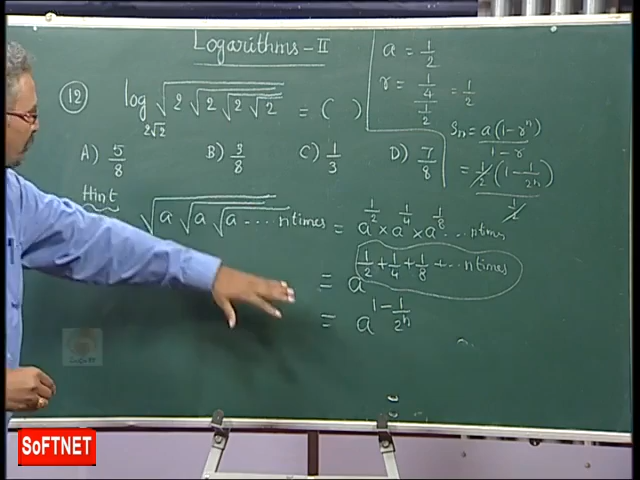 Logarithms - II
(12) log_{2√2} √(2√(2√(2√2))) = ( )
A) 5/8 B) 3/8 C) 1/3 D) 7/8
Hint
√(a√(a√(a .... n times = a^{1/2} × a^{1/4} × a^{1/8} ... n times
= a^{1/2 + 1/4 + 1/8 + ... n times}
= a^{1 - 1/2^n}
a = 1/2
r = (1/4)/(1/2) = 1/2
Sn = a(1-r^n)/(1-r)
= 1/2(1 - 1/2^n)/(1/2)
SoFTNET